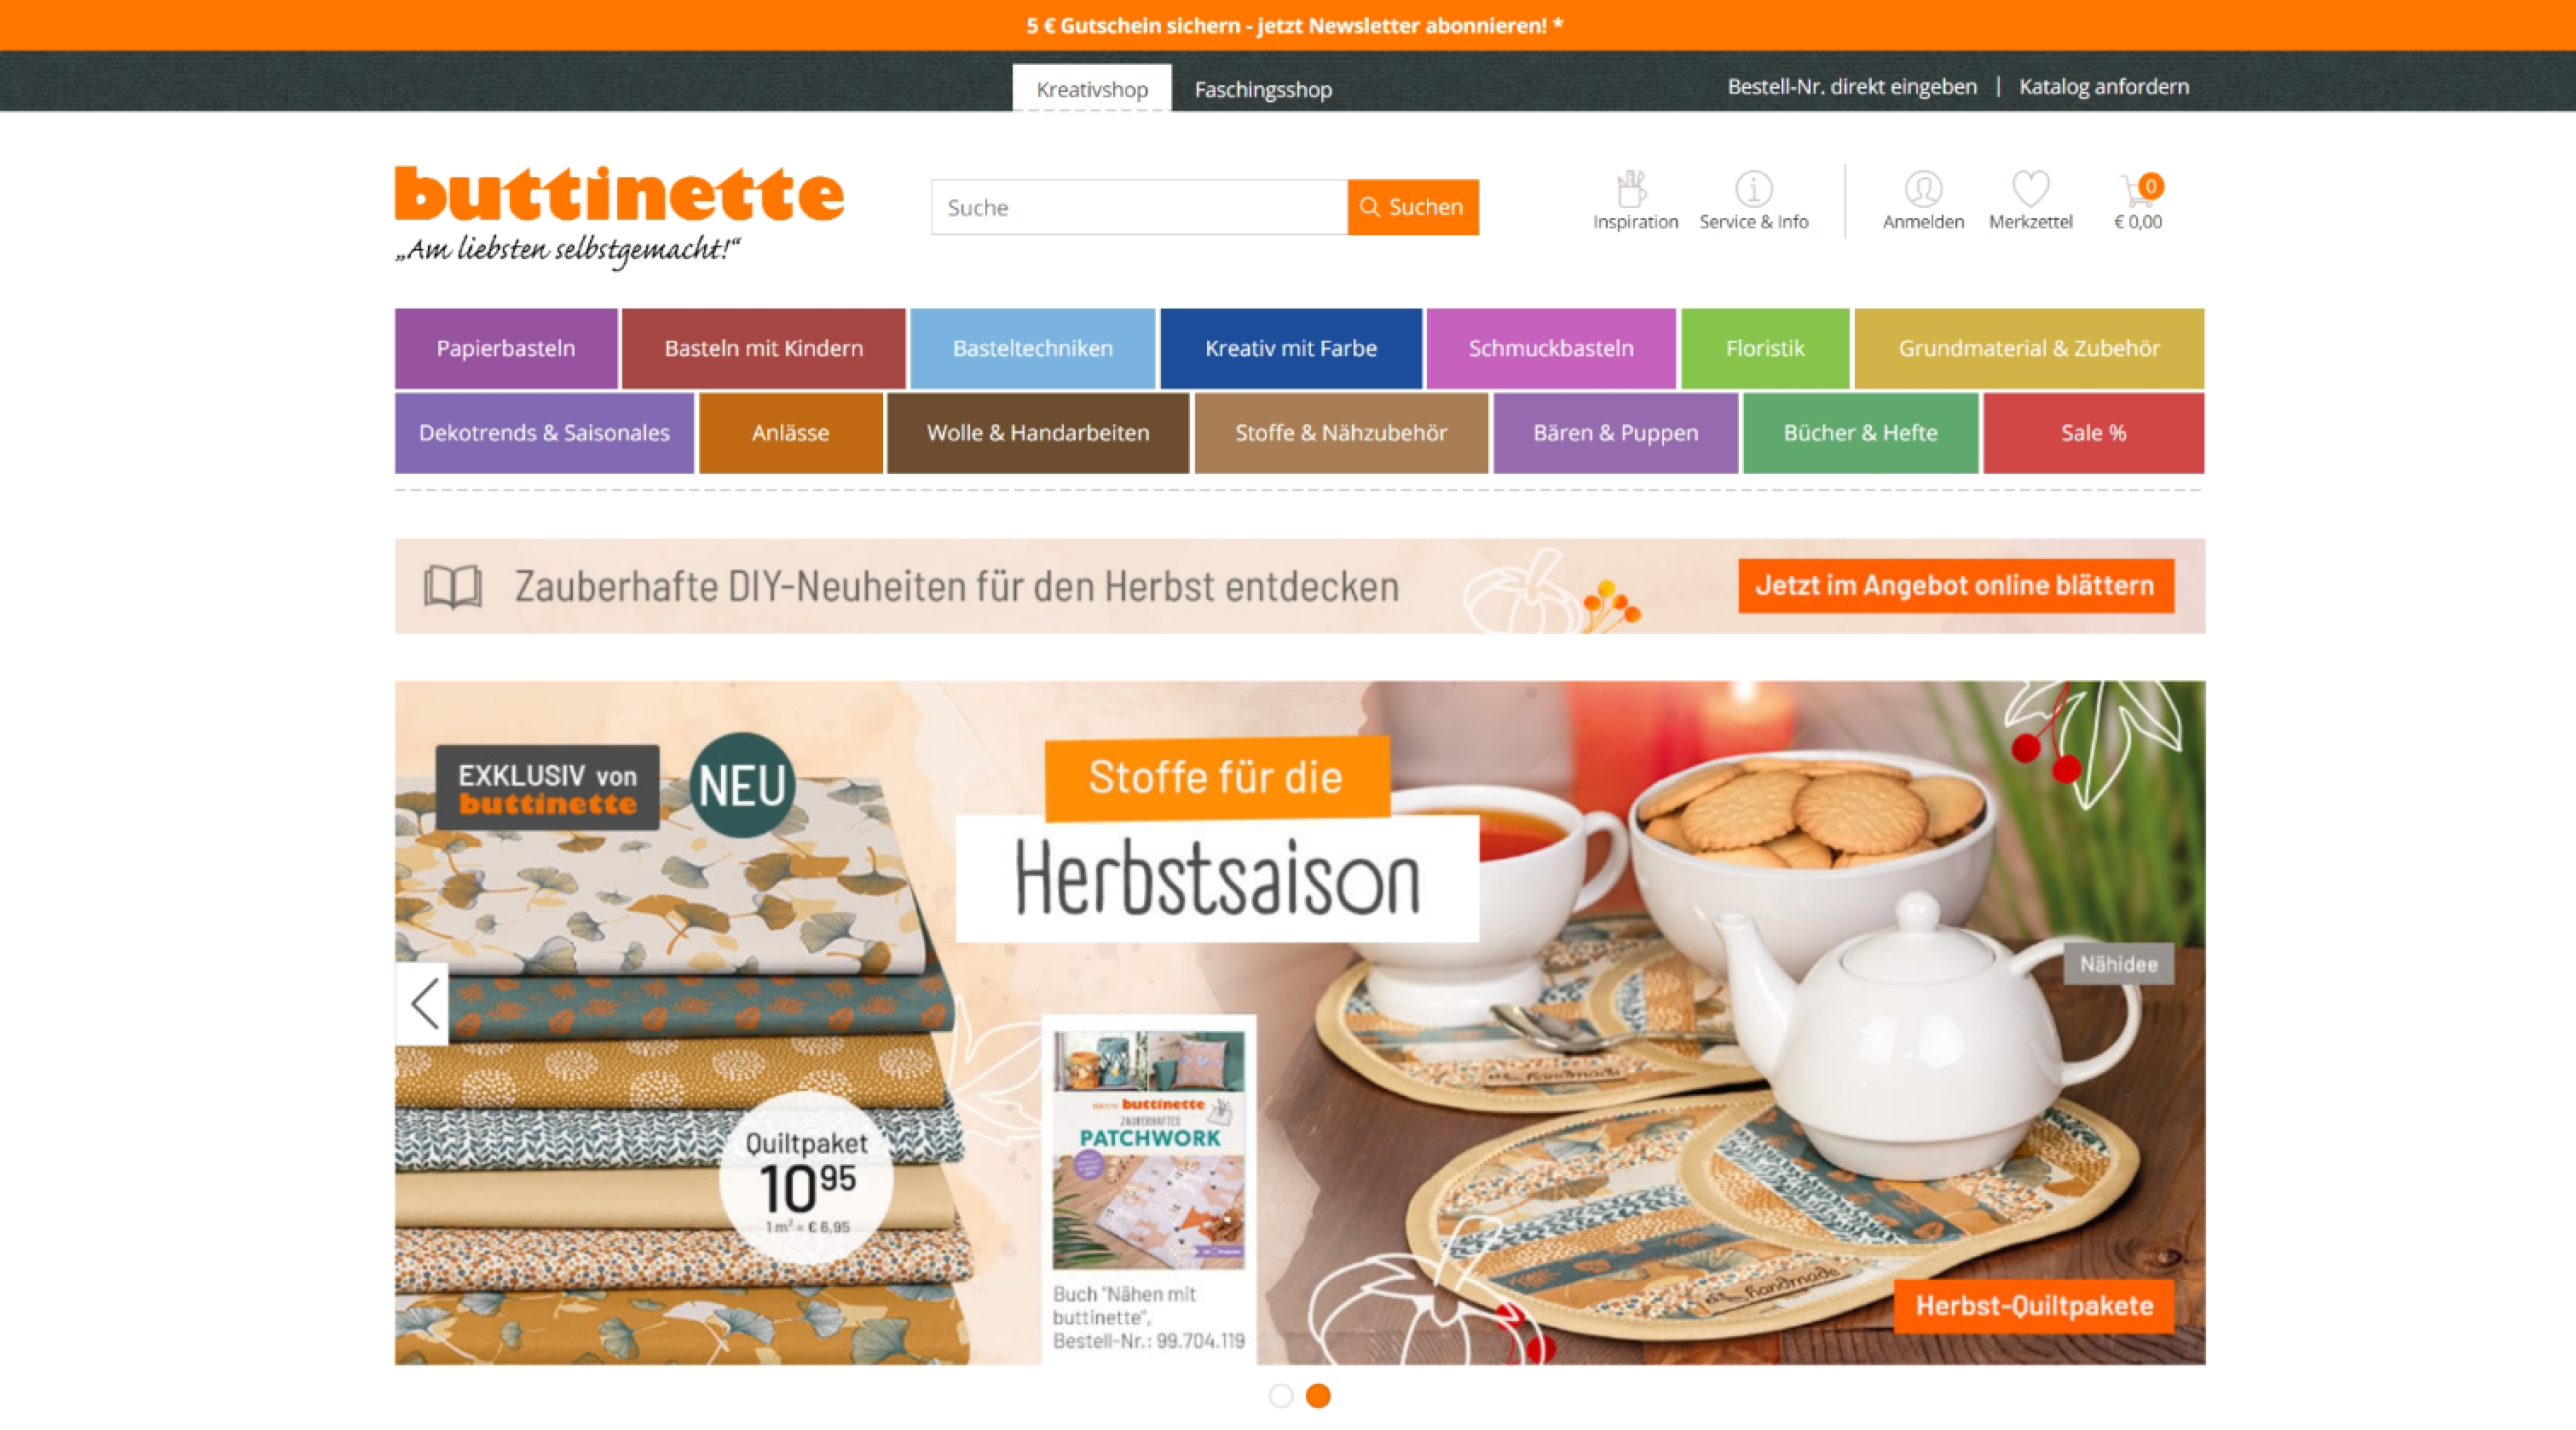 5 € Gutschein sichern - jetzt Newsletter abonnieren! *
Kreativshop Faschingsshop Bestell-Nr. direkt eingeben | Katalog anfordern
buttinette
„Am liebsten selbstgemacht!“
Suche Suchen
Inspiration Service & Info Anmelden Merkzettel 0 € 0,00
Papierbasteln Basteln mit Kindern Basteltechniken Kreativ mit Farbe Schmuckbasteln Floristik Grundmaterial & Zubehör
Dekotrends & Saisonales Anlässe Wolle & Handarbeiten Stoffe & Nähzubehör Bären & Puppen Bücher & Hefte Sale %
Zauberhafte DIY-Neuheiten für den Herbst entdecken Jetzt im Angebot online blättern
EXKLUSIV von
buttinette
NEU
Stoffe für die
Herbstsaison
Nähidee
Quiltpaket
10 95
1 m² = € 6,95
buttinette
ZAUBERHAFTES
PATCHWORK
Buch "Nähen mit
buttinette",
Bestell-Nr.: 99.704.119
handmade
handmade
Herbst-Quiltpakete